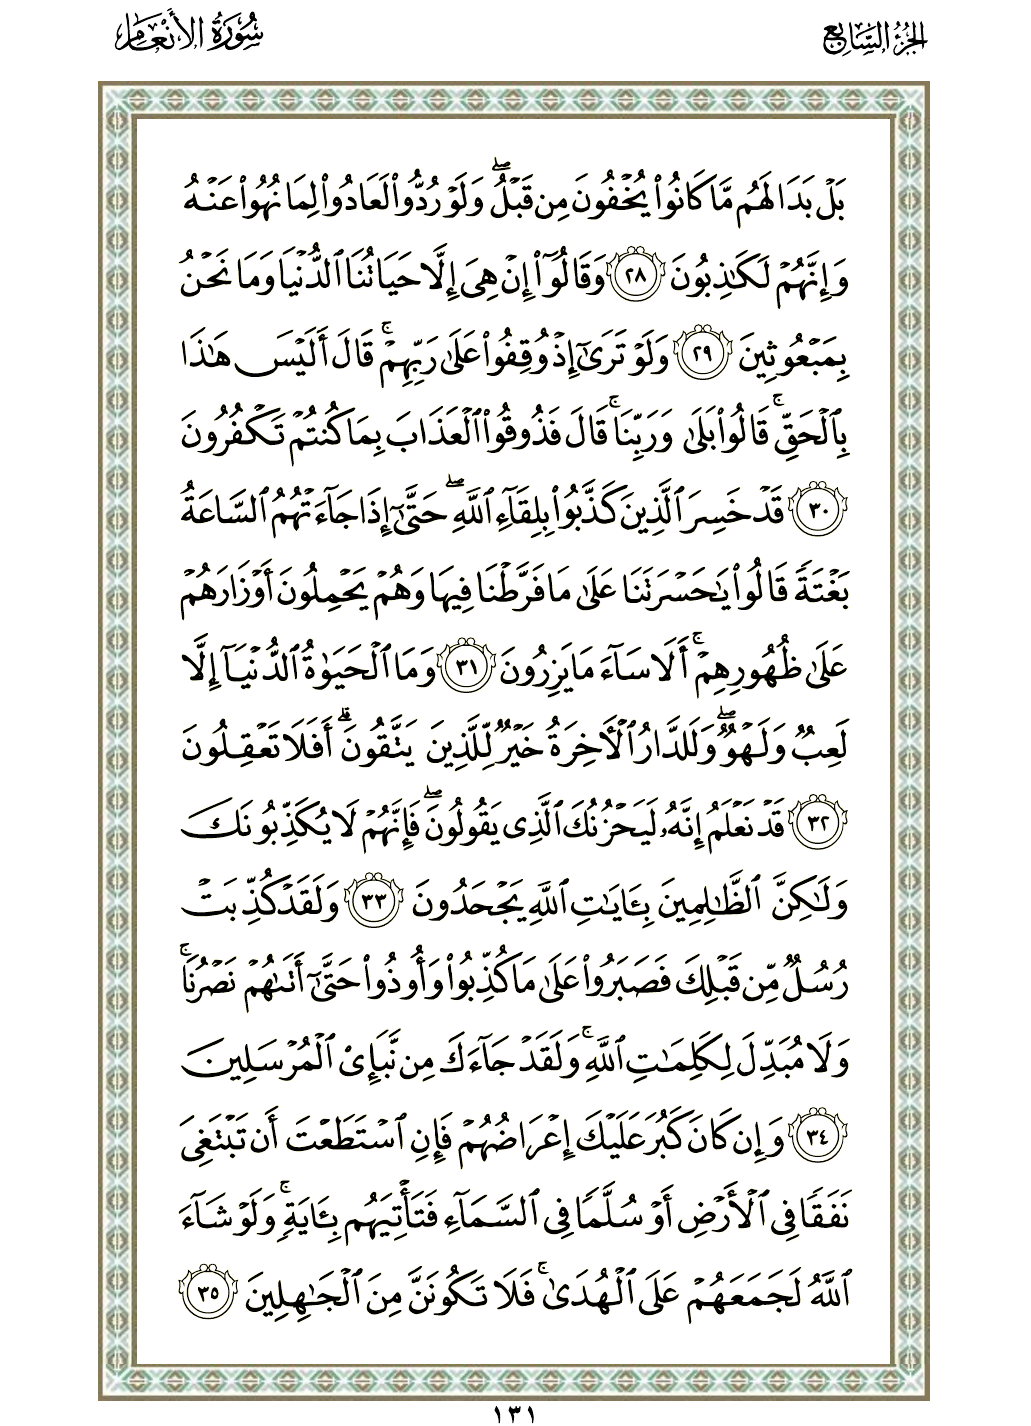 الجزء السابع
سورة الأنعام
بَلْ بَدَا لَهُم مَّا كَانُوا۟ يُخْفُونَ مِن قَبْلُ ۖ وَلَوْ رُدُّوا۟ لَعَادُوا۟ لِمَا نُهُوا۟ عَنْهُ
وَإِنَّهُمْ لَكَـٰذِبُونَ ٢٨ وَقَالُوٓا۟ إِنْ هِىَ إِلَّا حَيَاتُنَا ٱلدُّنْيَا وَمَا نَحْنُ
بِمَبْعُوثِينَ ٢٩ وَلَوْ تَرَىٰٓ إِذْ وُقِفُوا۟ عَلَىٰ رَبِّهِمْ ۚ قَالَ أَلَيْسَ هَـٰذَا
بِٱلْحَقِّ ۚ قَالُوا۟ بَلَىٰ وَرَبِّنَا ۚ قَالَ فَذُوقُوا۟ ٱلْعَذَابَ بِمَا كُنتُمْ تَكْفُرُونَ
٣٠ قَدْ خَسِرَ ٱلَّذِينَ كَذَّبُوا۟ بِلِقَآءِ ٱللَّهِ ۖ حَتَّىٰٓ إِذَا جَآءَتْهُمُ ٱلسَّاعَةُ
بَغْتَةً قَالُوا۟ يَـٰحَسْرَتَنَا عَلَىٰ مَا فَرَّطْنَا فِيهَا وَهُمْ يَحْمِلُونَ أَوْزَارَهُمْ
عَلَىٰ ظُهُورِهِمْ ۚ أَلَا سَآءَ مَا يَزِرُونَ ٣١ وَمَا ٱلْحَيَوٰةُ ٱلدُّنْيَآ إِلَّا
لَعِبٌ وَلَهْوٌ ۖ وَلَلدَّارُ ٱلْـَٔاخِرَةُ خَيْرٌ لِّلَّذِينَ يَتَّقُونَ ۗ أَفَلَا تَعْقِلُونَ
٣٢ قَدْ نَعْلَمُ إِنَّهُۥ لَيَحْزُنُكَ ٱلَّذِى يَقُولُونَ ۖ فَإِنَّهُمْ لَا يُكَذِّبُونَكَ
وَلَـٰكِنَّ ٱلظَّـٰلِمِينَ بِـَٔايَـٰتِ ٱللَّهِ يَجْحَدُونَ ٣٣ وَلَقَدْ كُذِّبَتْ
رُسُلٌ مِّن قَبْلِكَ فَصَبَرُوا۟ عَلَىٰ مَا كُذِّبُوا۟ وَأُوذُوا۟ حَتَّىٰٓ أَتَىٰهُمْ نَصْرُنَا ۚ
وَلَا مُبَدِّلَ لِكَلِمَـٰتِ ٱللَّهِ ۚ وَلَقَدْ جَآءَكَ مِن نَّبَإِى۟ ٱلْمُرْسَلِينَ
٣٤ وَإِن كَانَ كَبُرَ عَلَيْكَ إِعْرَاضُهُمْ فَإِنِ ٱسْتَطَعْتَ أَن تَبْتَغِىَ
نَفَقًا فِى ٱلْأَرْضِ أَوْ سُلَّمًا فِى ٱلسَّمَآءِ فَتَأْتِيَهُم بِـَٔايَةٍ ۚ وَلَوْ شَآءَ
ٱللَّهُ لَجَمَعَهُمْ عَلَى ٱلْهُدَىٰ ۚ فَلَا تَكُونَنَّ مِنَ ٱلْجَـٰهِلِينَ ٣٥
١٣١